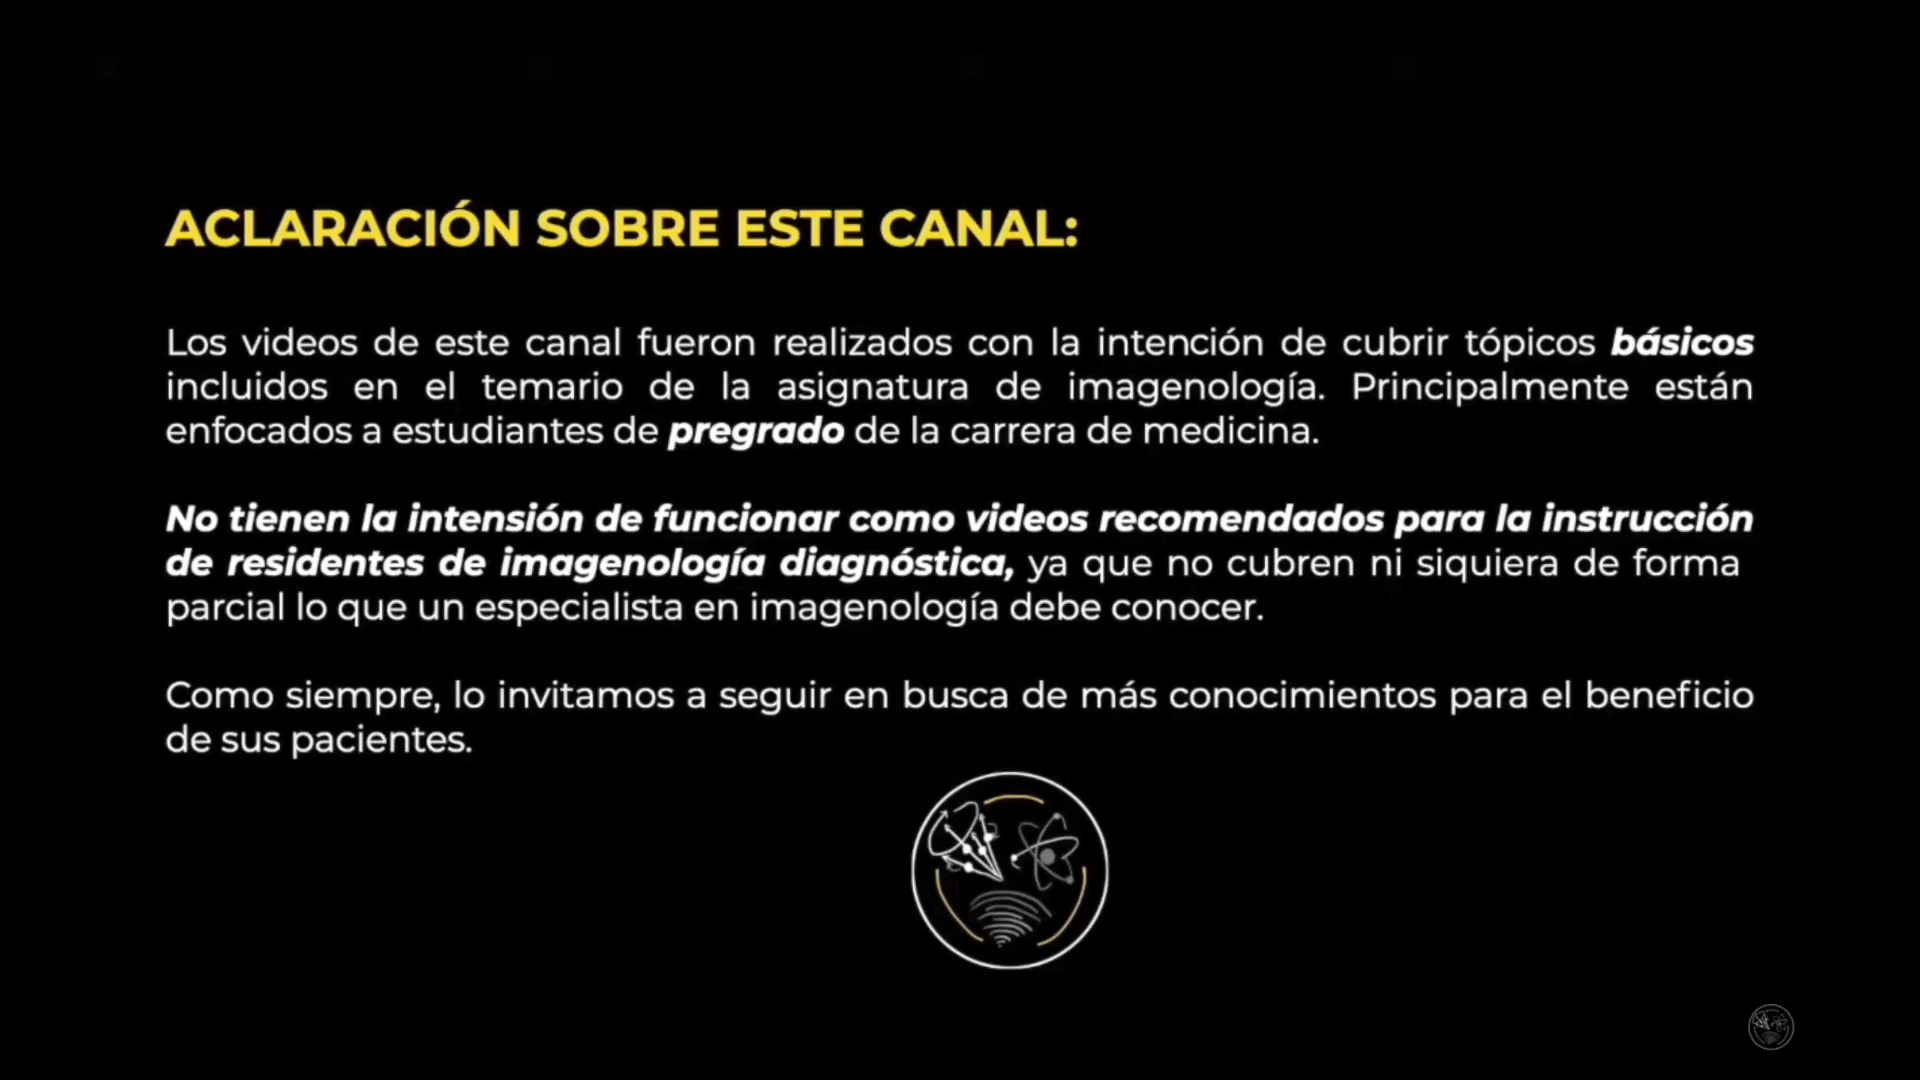 ACLARACIÓN SOBRE ESTE CANAL:
Los videos de este canal fueron realizados con la intención de cubrir tópicos básicos
incluidos en el temario de la asignatura de imagenología. Principalmente están
enfocados a estudiantes de pregrado de la carrera de medicina.
No tienen la intensión de funcionar como videos recomendados para la instrucción
de residentes de imagenología diagnóstica, ya que no cubren ni siquiera de forma
parcial lo que un especialista en imagenología debe conocer.
Como siempre, lo invitamos a seguir en busca de más conocimientos para el beneficio
de sus pacientes.